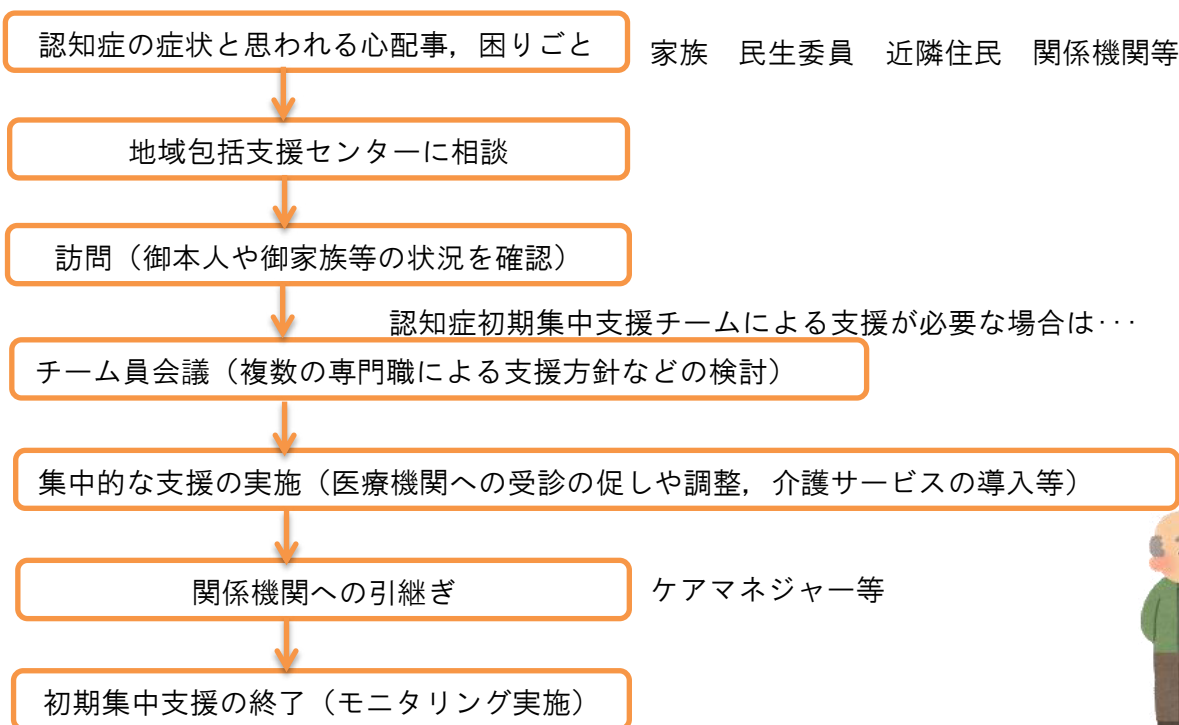 認知症の症状と思われる心配事，困りごと
家族　民生委員　近隣住民　関係機関等
地域包括支援センターに相談
訪問（御本人や御家族等の状況を確認）
認知症初期集中支援チームによる支援が必要な場合は･･･
チーム員会議（複数の専門職による支援方針などの検討）
集中的な支援の実施（医療機関への受診の促しや調整，介護サービスの導入等）
関係機関への引継ぎ
ケアマネジャー等
初期集中支援の終了（モニタリング実施）